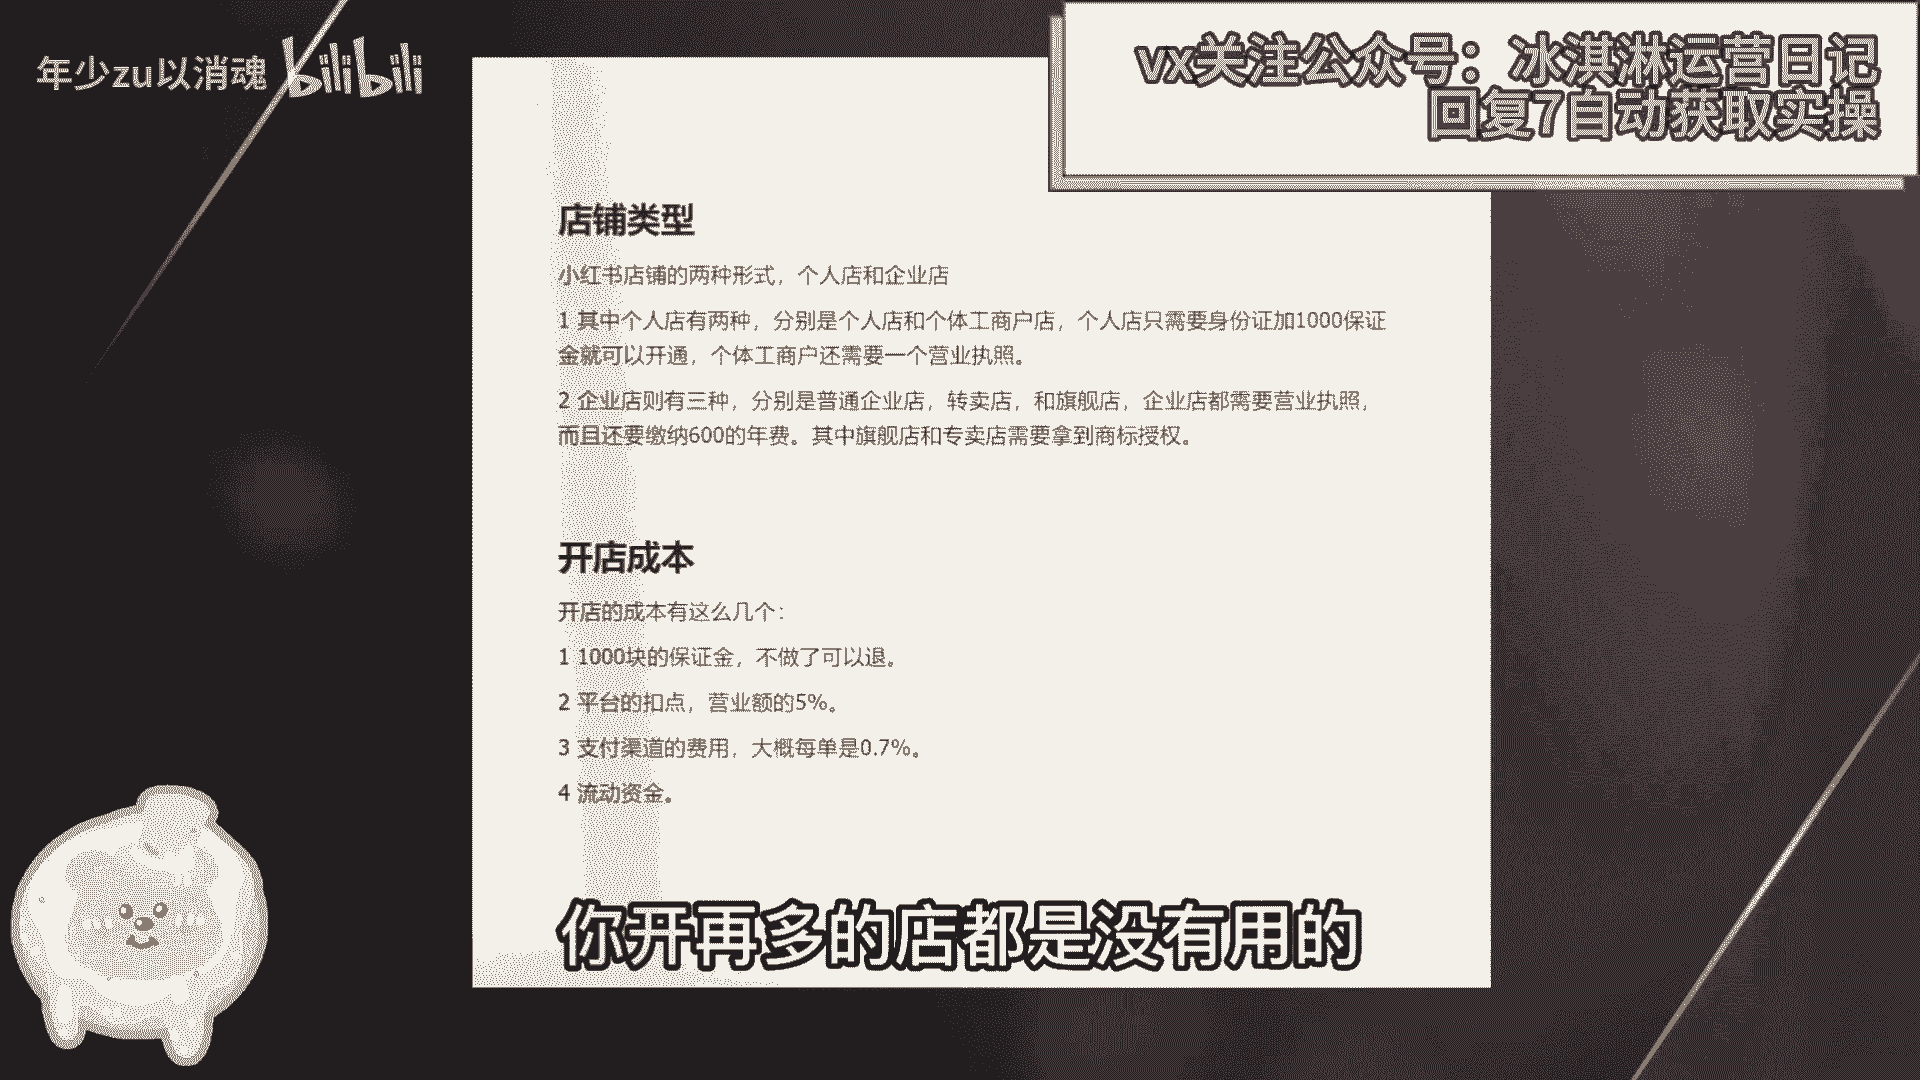 年少zu以消魂 bilibili
vx关注公众号：冰淇淋运营日记
回复7自动获取实操
店铺类型
小红书店铺的两种形式，个人店和企业店
1 其中个人店有两种，分别是个人店和个体工商户店，个人店只需要身份证加1000保证
金就可以开通，个体工商户还需要一个营业执照。
2 企业店则有三种，分别是普通企业店，转卖店，和旗舰店，企业店都需要营业执照，
而且还要缴纳600的年费。其中旗舰店和专卖店需要拿到商标授权。
开店成本
开店的成本有这么几个：
1 1000块的保证金，不做了可以退。
2 平台的扣点，营业额的5%。
3 支付渠道的费用，大概每单是0.7%。
4 流动资金。
你开再多的店都是没有用的